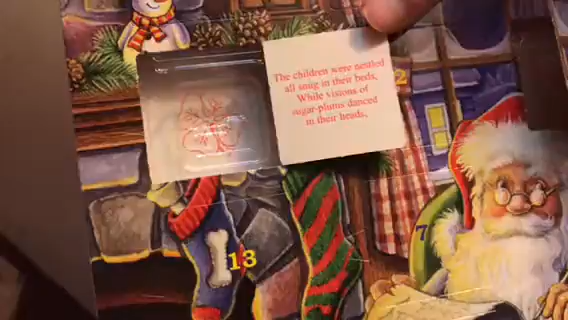 The children were nestled
all snug in their beds,
While visions of
sugar-plums danced
in their heads,
2
7
13